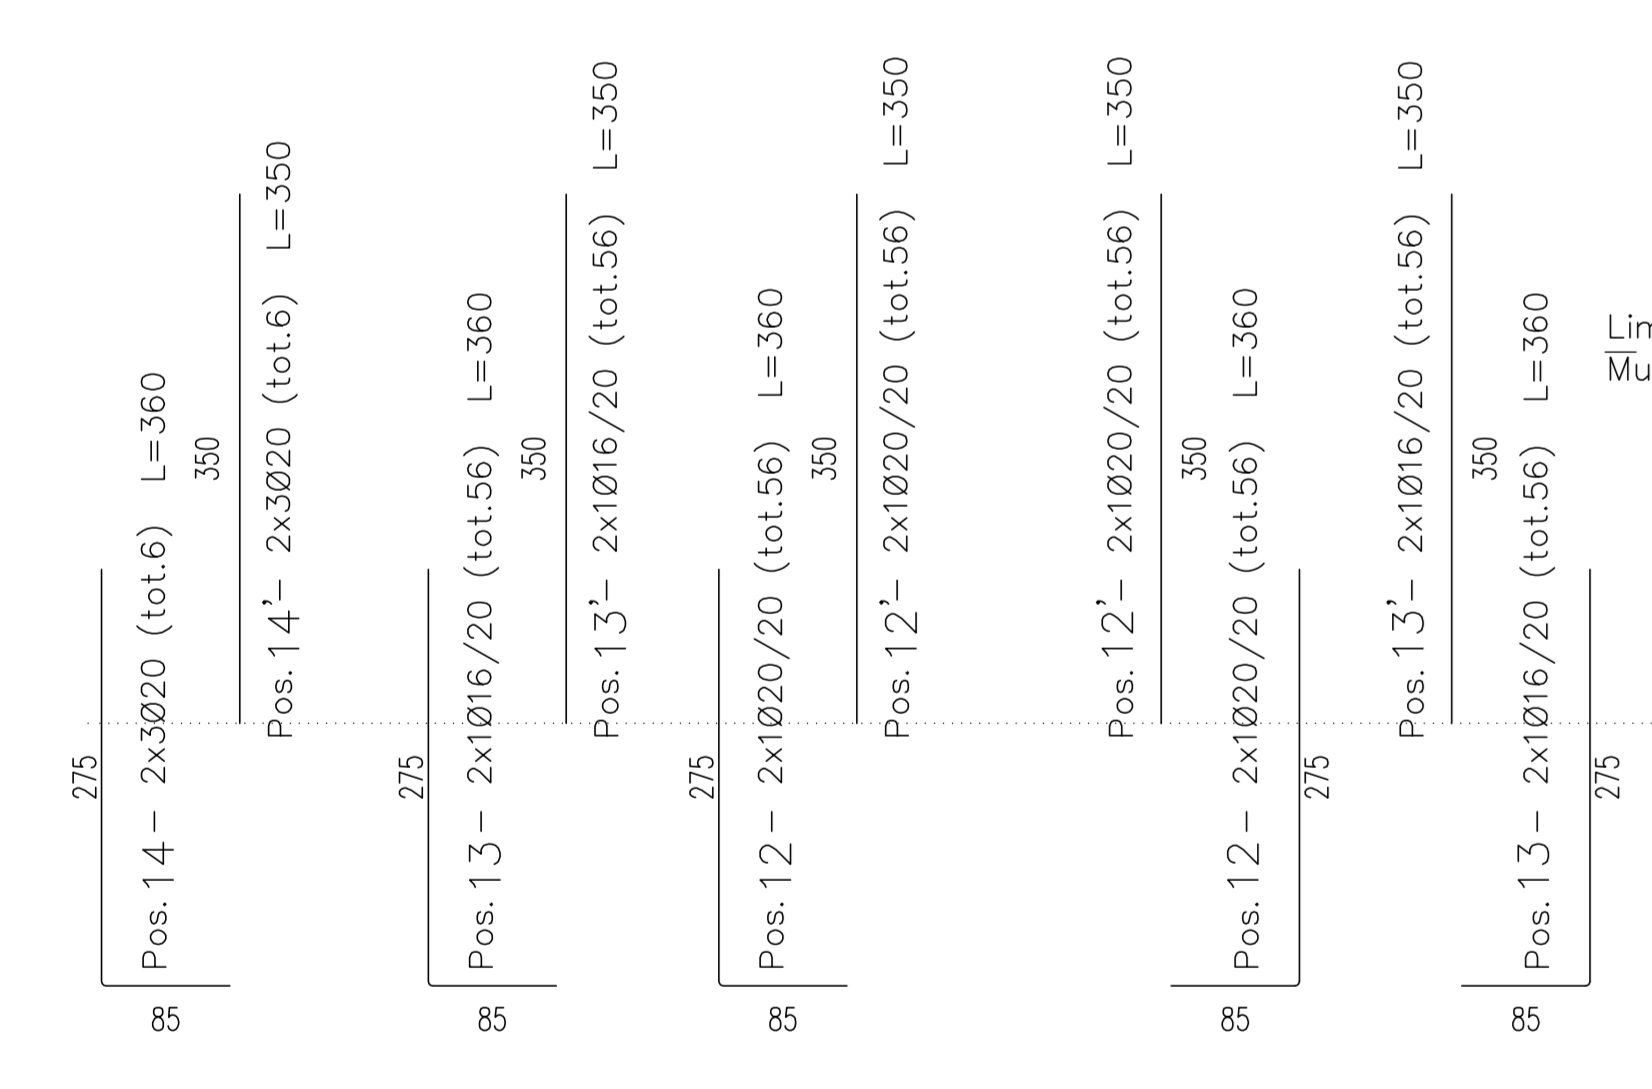 Pos.14- 2x3Ø20 (tot.6) L=360
275
85
350
Pos.14'- 2x3Ø20 (tot.6) L=350
Pos.13- 2x1Ø16/20 (tot.56) L=360
275
85
350
Pos.13'- 2x1Ø16/20 (tot.56) L=350
Pos.12- 2x1Ø20/20 (tot.56) L=360
275
85
350
Pos.12'- 2x1Ø20/20 (tot.56) L=350
Pos.12'- 2x1Ø20/20 (tot.56) L=350
350
Pos.12- 2x1Ø20/20 (tot.56) L=360
275
85
Pos.13'- 2x1Ø16/20 (tot.56) L=350
350
Pos.13- 2x1Ø16/20 (tot.56) L=360
275
85
Lim
Mu